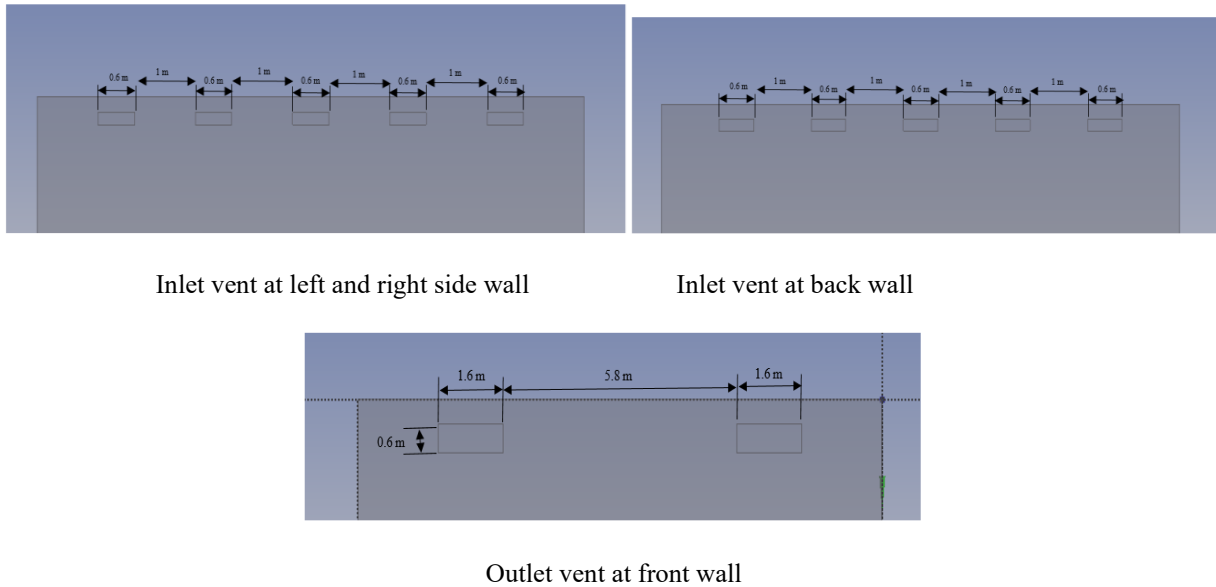 0.6 m 1 m 0.6 m 1 m 0.6 m 1 m 0.6 m 1 m 0.6 m
0.6 m 1 m 0.6 m 1 m 0.6 m 1 m 0.6 m 1 m 0.6 m
Inlet vent at left and right side wall
Inlet vent at back wall
1.6 m 5.8 m 1.6 m
0.6 m
Outlet vent at front wall